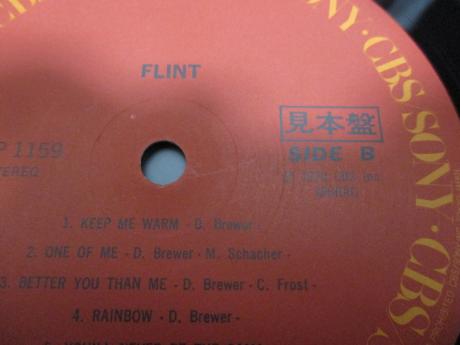 FLINT
見本盤
SIDE B
P 1159
STEREO
1. KEEP ME WARM - D. Brewer -
2. ONE OF ME - D. Brewer - M. Schacher -
3. BETTER YOU THAN ME - D. Brewer - C. Frost -
4. RAINBOW - D. Brewer -
CBS/SONY · CBS/SONY · CBS